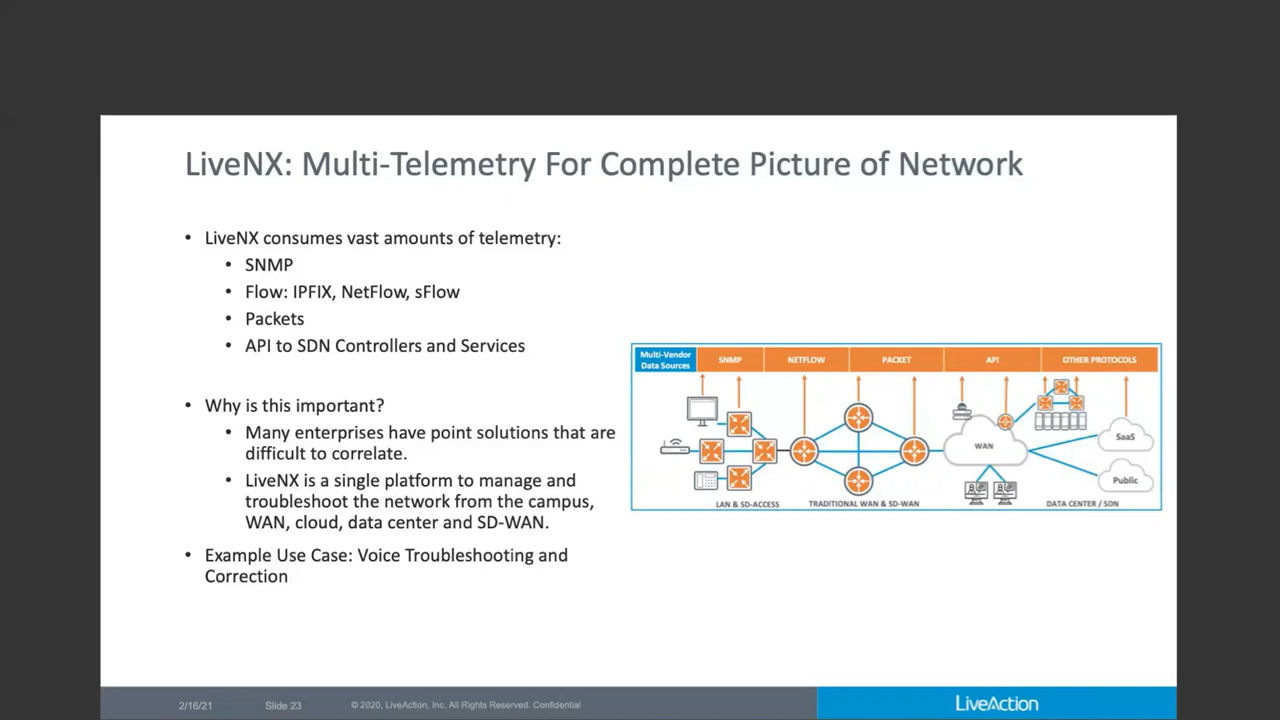 LiveNX: Multi-Telemetry For Complete Picture of Network
• LiveNX consumes vast amounts of telemetry:
• SNMP
• Flow: IPFIX, NetFlow, sFlow
• Packets
• API to SDN Controllers and Services
• Why is this important?
• Many enterprises have point solutions that are
difficult to correlate.
• LiveNX is a single platform to manage and
troubleshoot the network from the campus,
WAN, cloud, data center and SD-WAN.
• Example Use Case: Voice Troubleshooting and
Correction
Multi-Vendor
Data Sources
SNMP
NETFLOW
PACKET
API
OTHER PROTOCOLS
WAN
SaaS
Public
LAN & SD-ACCESS
TRADITIONAL WAN & SD-WAN
DATA CENTER / SDN
2/16/21
Slide 23
© 2020, LiveAction, Inc. All Rights Reserved. Confidential
LiveAction